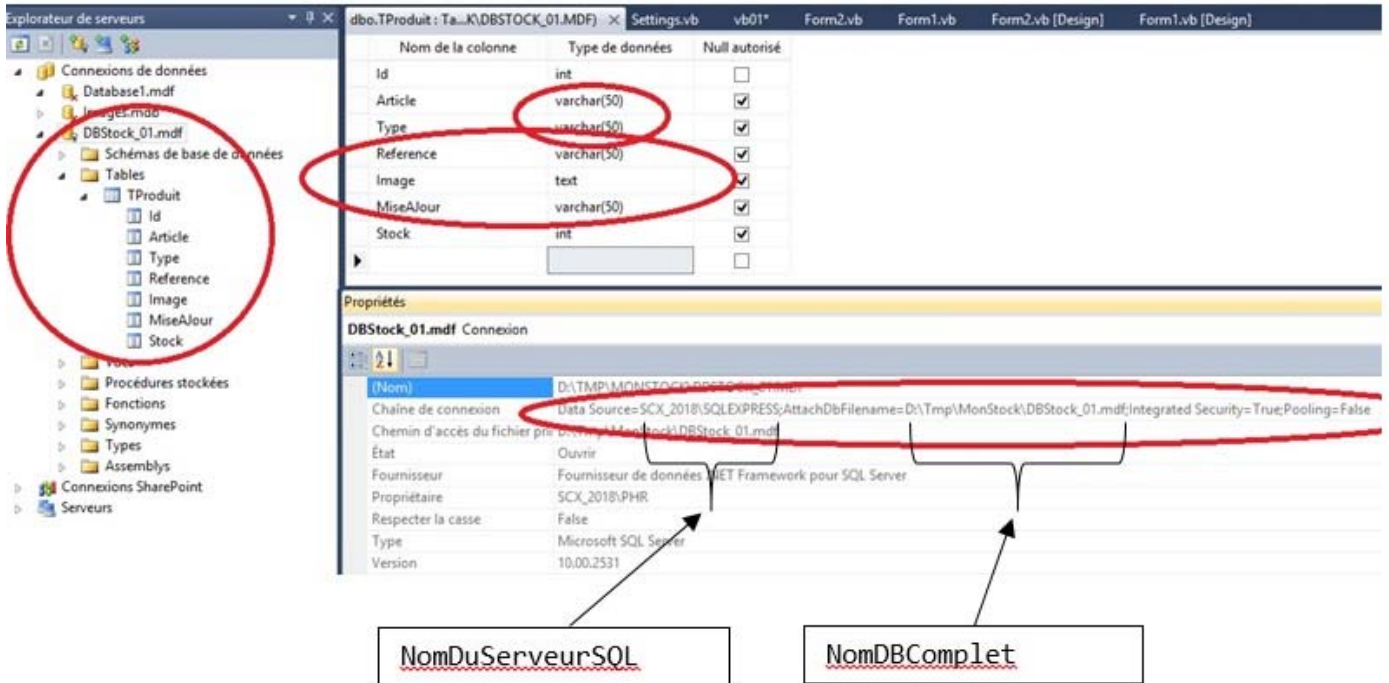 Explorateur de serveurs
Connexions de données
Database1.mdf
Images.mdb
DBStock_01.mdf
Schémas de base de données
Tables
TProduit
Id
Article
Type
Reference
Image
MiseAJour
Stock
Procédures stockées
Fonctions
Synonymes
Types
Assemblys
Connexions SharePoint
Serveurs
dbo.TProduit : Ta...K\DBSTOCK_01.MDF) Settings.vb vb01* Form2.vb Form1.vb Form2.vb [Design] Form1.vb [Design]
Nom de la colonne Type de données Null autorisé
Id int
Article varchar(50)
Type varchar(50)
Reference varchar(50)
Image text
MiseAJour varchar(50)
Stock int
Propriétés
DBStock_01.mdf Connexion
(Nom) D:\TMP\MONSTOCK\DBSTOCK_01.MDF
Chaîne de connexion Data Source=SCX_2018\SQLEXPRESS;AttachDbFilename=D:\Tmp\MonStock\DBStock_01.mdf;Integrated Security=True;Pooling=False
Chemin d'accès du fichier pri D:\Tmp\MonStock\DBStock_01.mdf
État Ouvrir
Fournisseur Fournisseur de données .NET Framework pour SQL Server
Propriétaire SCX_2018\PHR
Respecter la casse False
Type Microsoft SQL Server
Version 10.00.2531
NomDuServeurSQL NomDBComplet